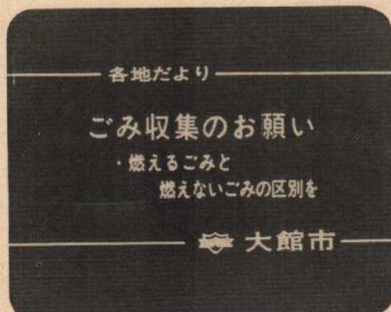 各地だより
ごみ収集のお願い
・燃えるごみと
燃えないごみの区別を
大館市